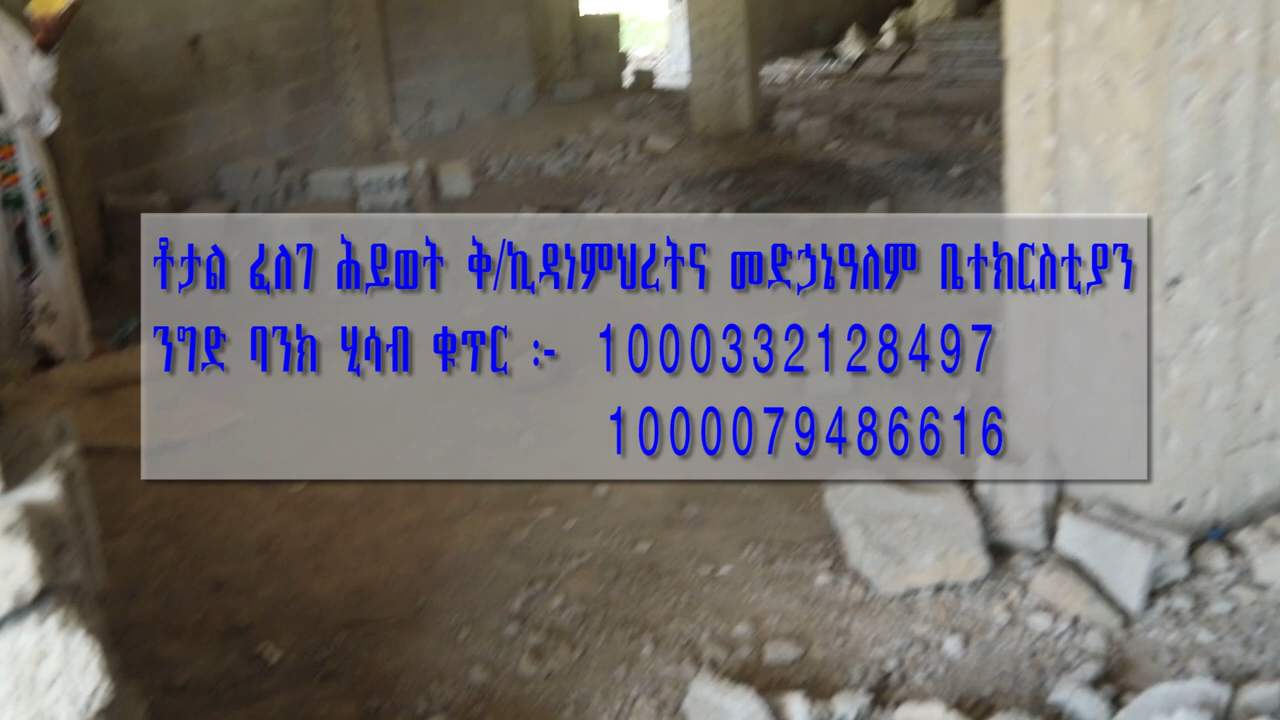 ቶታል ፈለገ ሕይወት ቅ/ኪዳነምህረትና መድኃኔዓለም ቤተክርስቲያን
ንግድ ባንክ ሂሳብ ቁጥር ፡- 1000332128497
1000079486616